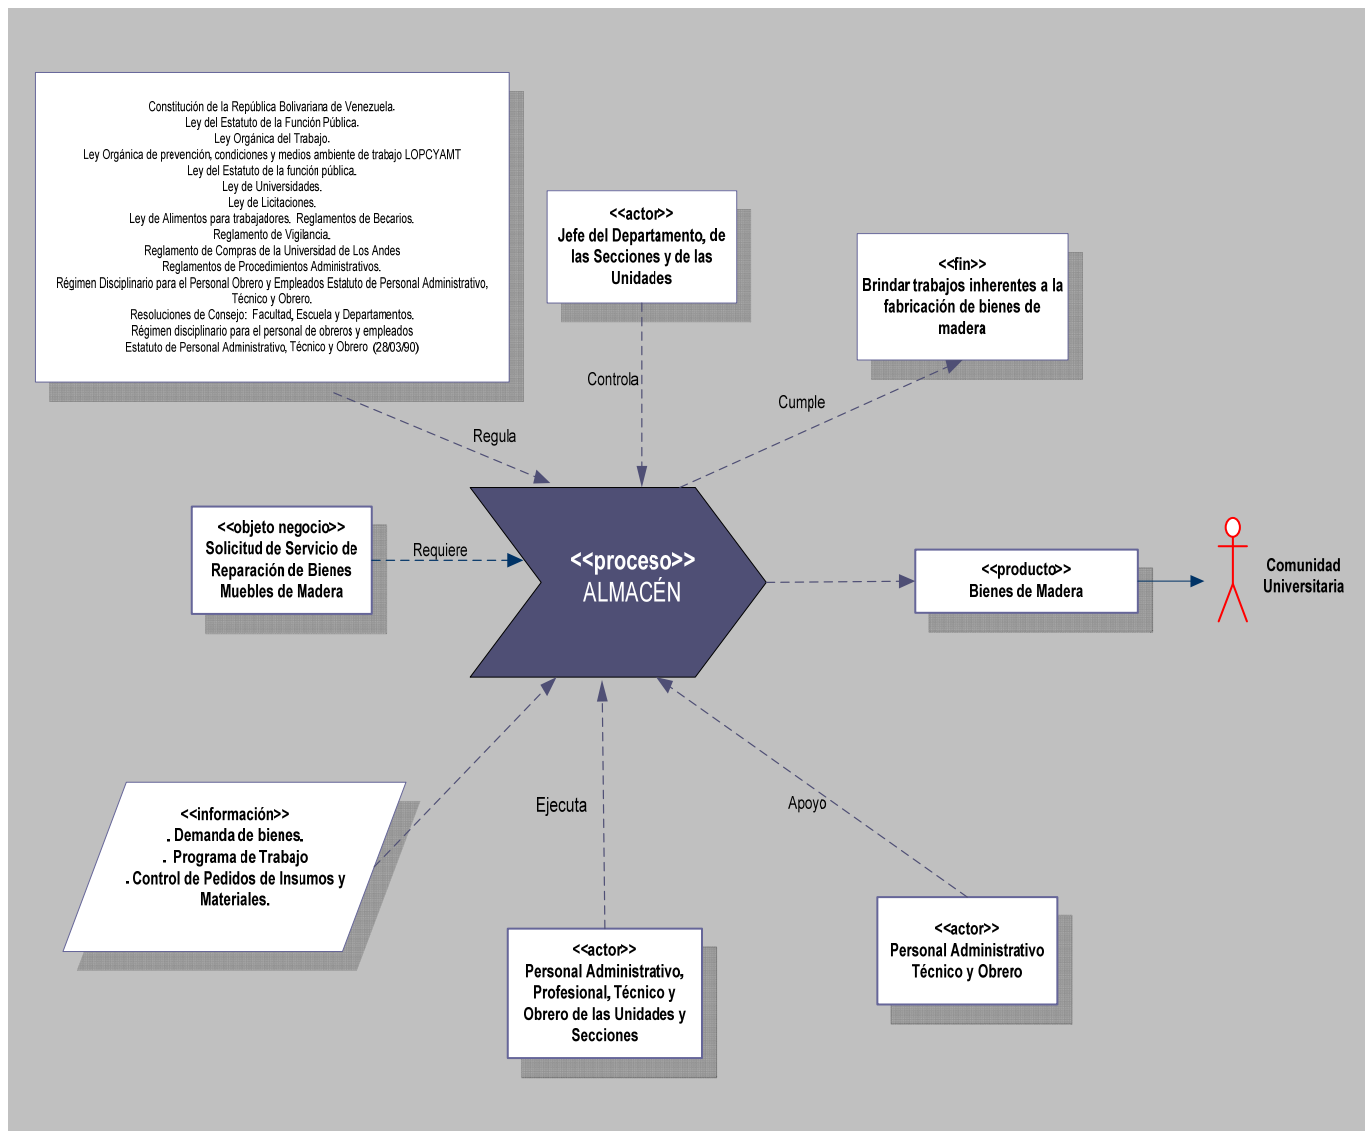 Constitución de la República Bolivariana de Venezuela.
Ley del Estatuto de la Función Pública.
Ley Orgánica del Trabajo.
Ley Orgánica de prevención, condiciones y medios ambiente de trabajo LOPCYAMT
Ley del Estatuto de la función pública.
Ley de Universidades.
Ley de Licitaciones.
Ley de Alimentos para trabajadores. Reglamentos de Becarios.
Reglamento de Vigilancia.
Reglamento de Compras de la Universidad de Los Andes
Reglamentos de Procedimientos Administrativos.
Régimen Disciplinario para el Personal Obrero y Empleados Estatuto de Personal Administrativo,
Técnico y Obrero.
Resoluciones de Consejo: Facultad, Escuela y Departamentos.
Régimen disciplinario para el personal de obreros y empleados
Estatuto de Personal Administrativo, Técnico y Obrero (28/03/90)
<<actor>>
Jefe del Departamento, de
las Secciones y de las
Unidades
<<fin>>
Brindar trabajos inherentes a la
fabricación de bienes de
madera
Controla
Cumple
Regula
<<objeto negocio>>
Solicitud de Servicio de
Reparación de Bienes
Muebles de Madera
Requiere
<<proceso>>
ALMACÉN
<<producto>>
Bienes de Madera
Comunidad
Universitaria
<<información>>
. Demanda de bienes.
. Programa de Trabajo
. Control de Pedidos de Insumos y
Materiales.
Ejecuta
Apoyo
<<actor>>
Personal Administrativo,
Profesional, Técnico y
Obrero de las Unidades y
Secciones
<<actor>>
Personal Administrativo
Técnico y Obrero